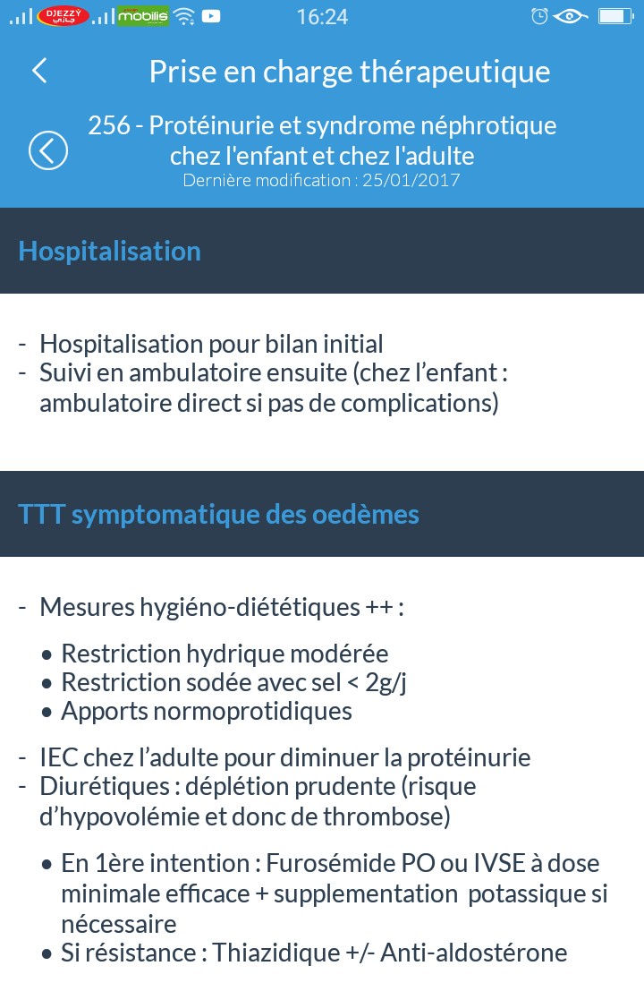 DJEZZY
جازي
mobilis
16:24
Prise en charge thérapeutique
256 - Protéinurie et syndrome néphrotique
chez l'enfant et chez l'adulte
Dernière modification : 25/01/2017
Hospitalisation
- Hospitalisation pour bilan initial
- Suivi en ambulatoire ensuite (chez l’enfant :
ambulatoire direct si pas de complications)
TTT symptomatique des oedèmes
- Mesures hygiéno-diététiques ++ :
• Restriction hydrique modérée
• Restriction sodée avec sel < 2g/j
• Apports normoprotidiques
- IEC chez l’adulte pour diminuer la protéinurie
- Diurétiques : déplétion prudente (risque
d’hypovolémie et donc de thrombose)
• En 1ère intention : Furosémide PO ou IVSE à dose
minimale efficace + supplementation potassique si
nécessaire
• Si résistance : Thiazidique +/- Anti-aldostérone